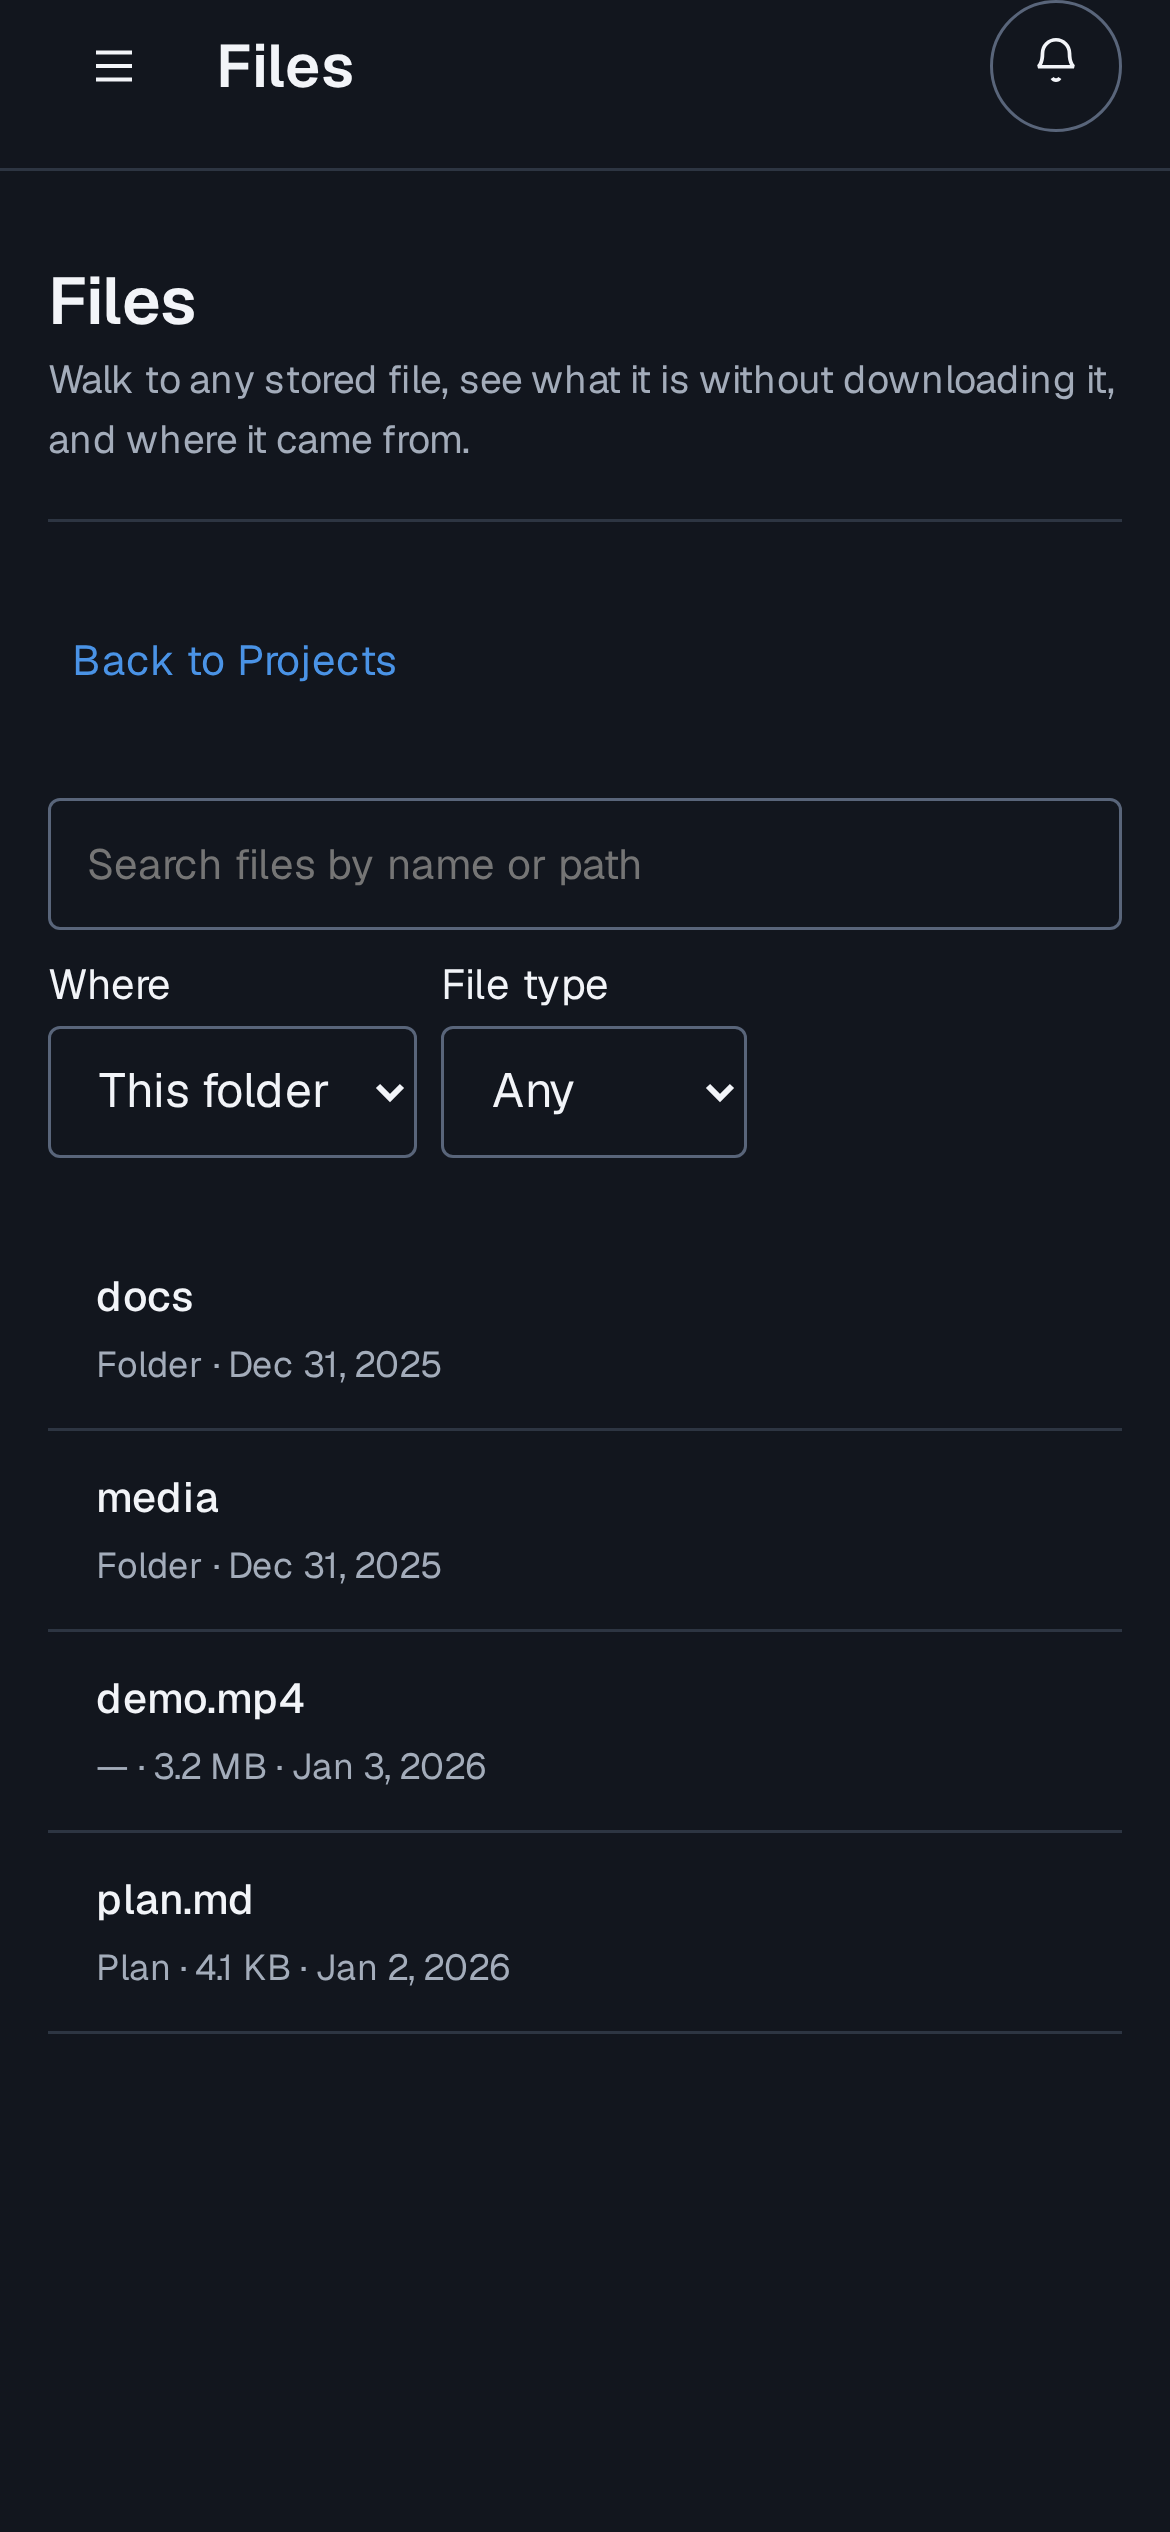 Files
Files
Walk to any stored file, see what it is without downloading it,
and where it came from.
Back to Projects
Search files by name or path
Where File type
This folder Any
docs
Folder · Dec 31, 2025
media
Folder · Dec 31, 2025
demo.mp4
— · 3.2 MB · Jan 3, 2026
plan.md
Plan · 4.1 KB · Jan 2, 2026